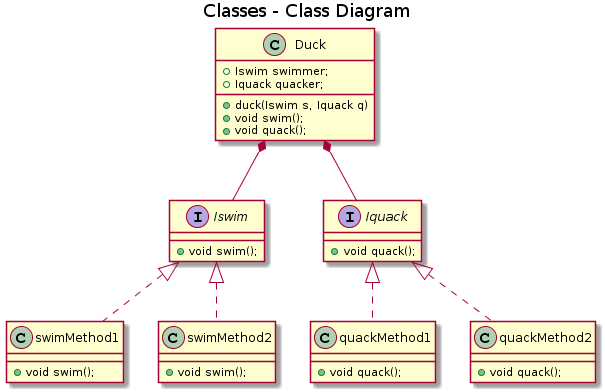 Classes - Class Diagram
C Duck
Iswim swimmer;
Iquack quacker;
duck(Iswim s, Iquack q)
void swim();
void quack();
I Iswim
void swim();
I Iquack
void quack();
C swimMethod1
void swim();
C swimMethod2
void swim();
C quackMethod1
void quack();
C quackMethod2
void quack();